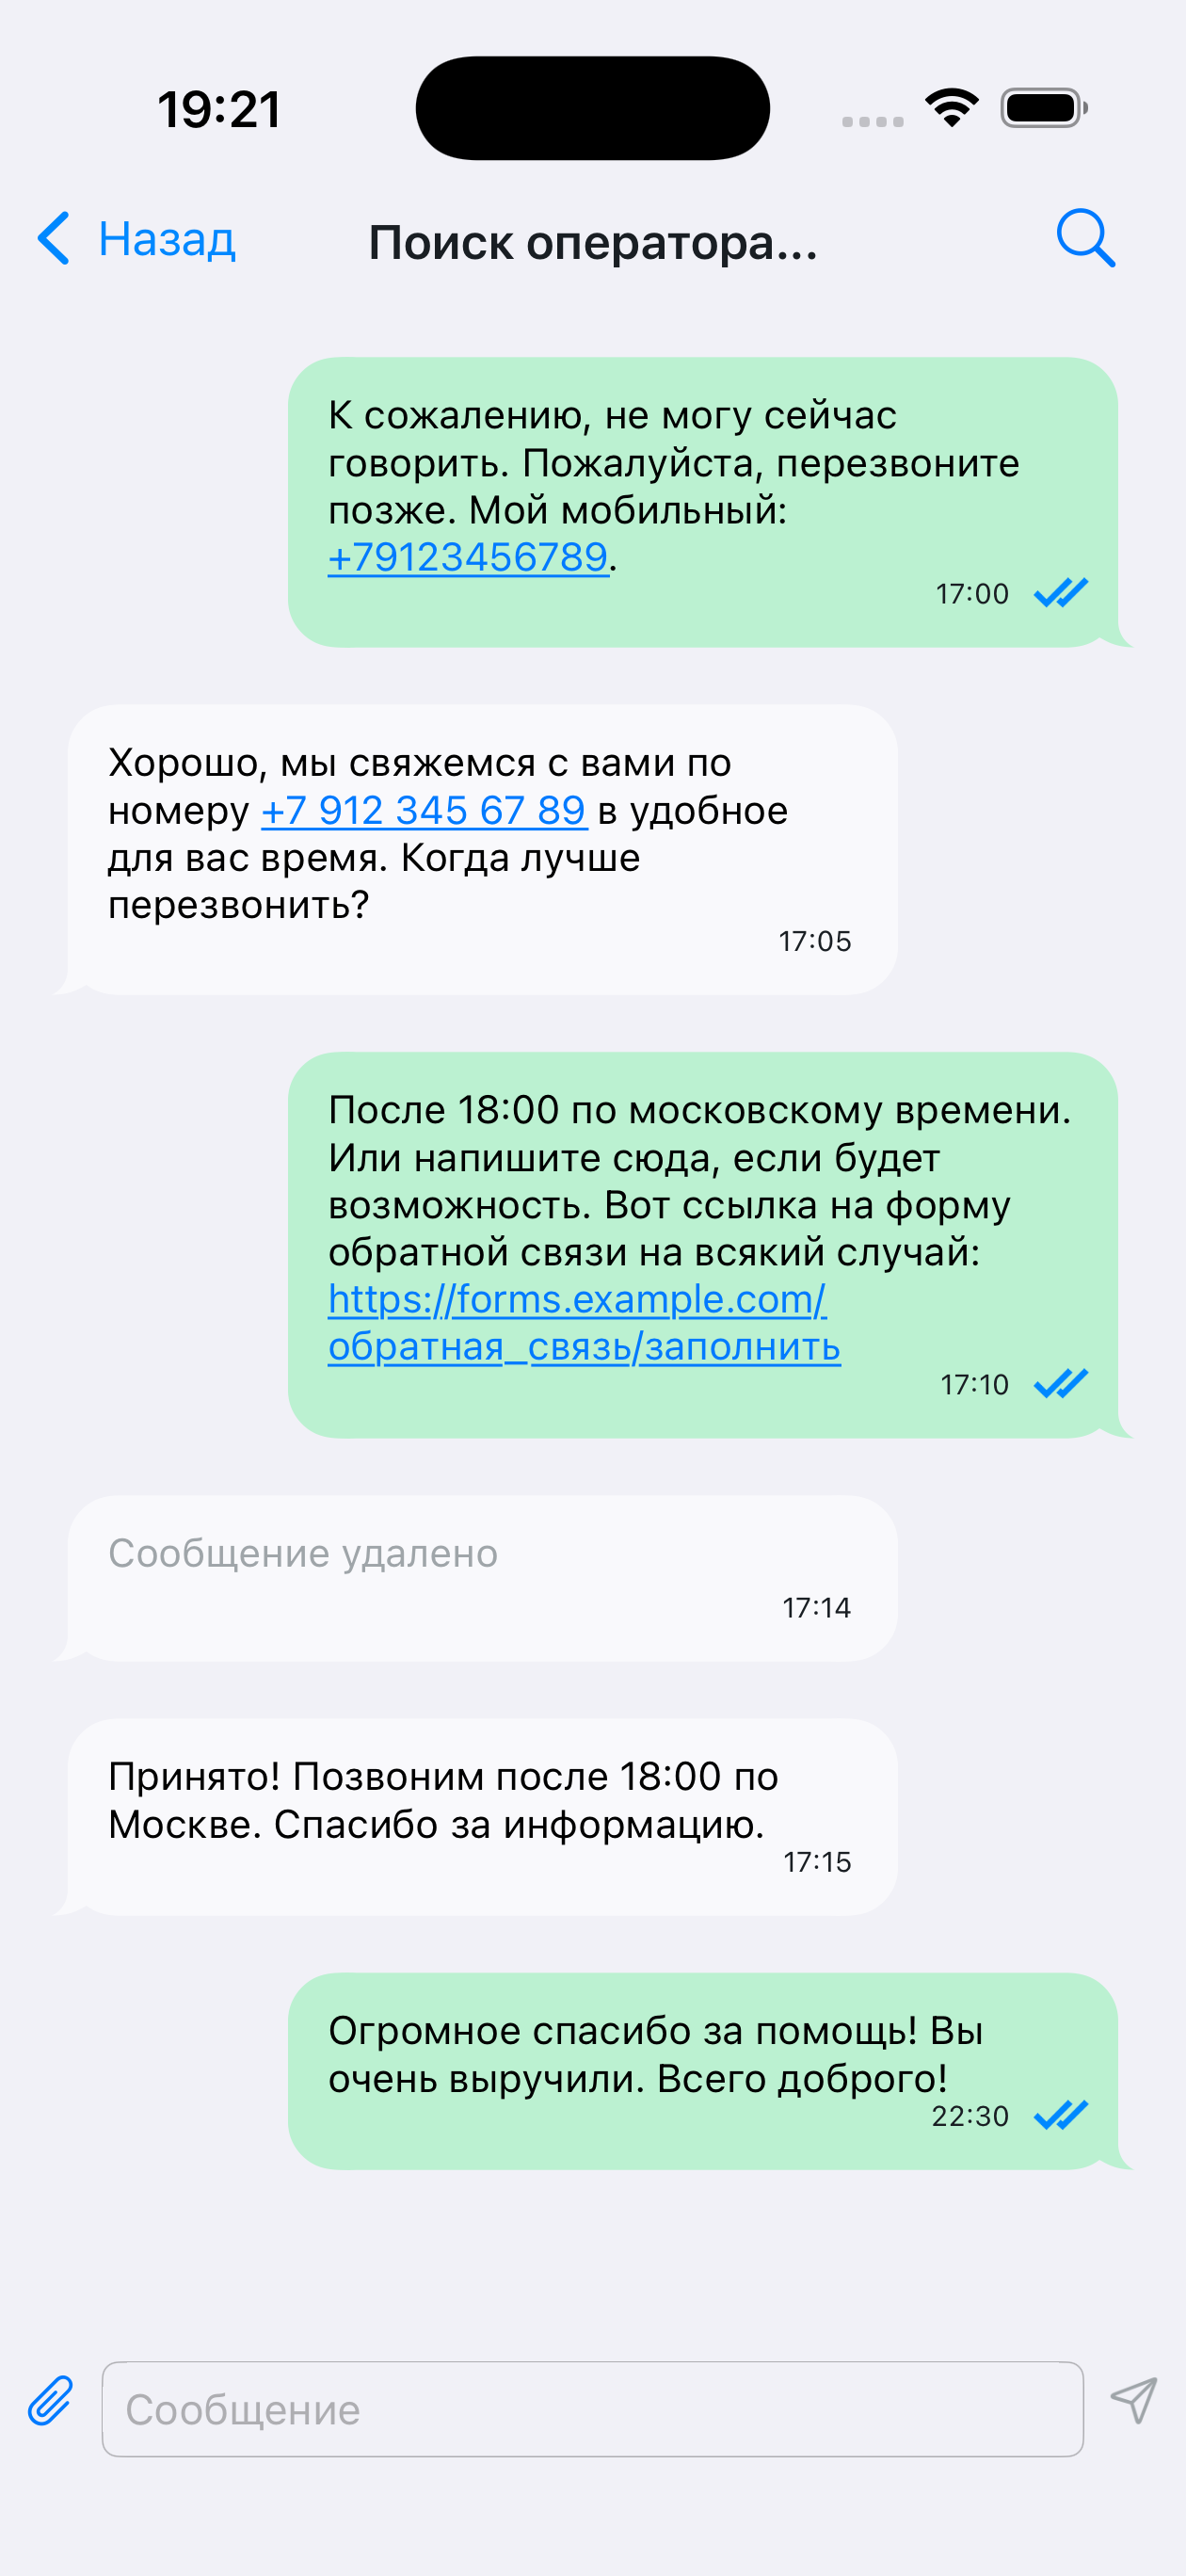 19:21
Назад
Поиск оператора...
К сожалению, не могу сейчас
говорить. Пожалуйста, перезвоните
позже. Мой мобильный:
+79123456789.
17:00
Хорошо, мы свяжемся с вами по
номеру +7 912 345 67 89 в удобное
для вас время. Когда лучше
перезвонить?
17:05
После 18:00 по московскому времени.
Или напишите сюда, если будет
возможность. Вот ссылка на форму
обратной связи на всякий случай:
https://forms.example.com/
обратная_связь/заполнить
17:10
Сообщение удалено
17:14
Принято! Позвоним после 18:00 по
Москве. Спасибо за информацию.
17:15
Огромное спасибо за помощь! Вы
очень выручили. Всего доброго!
22:30
Сообщение